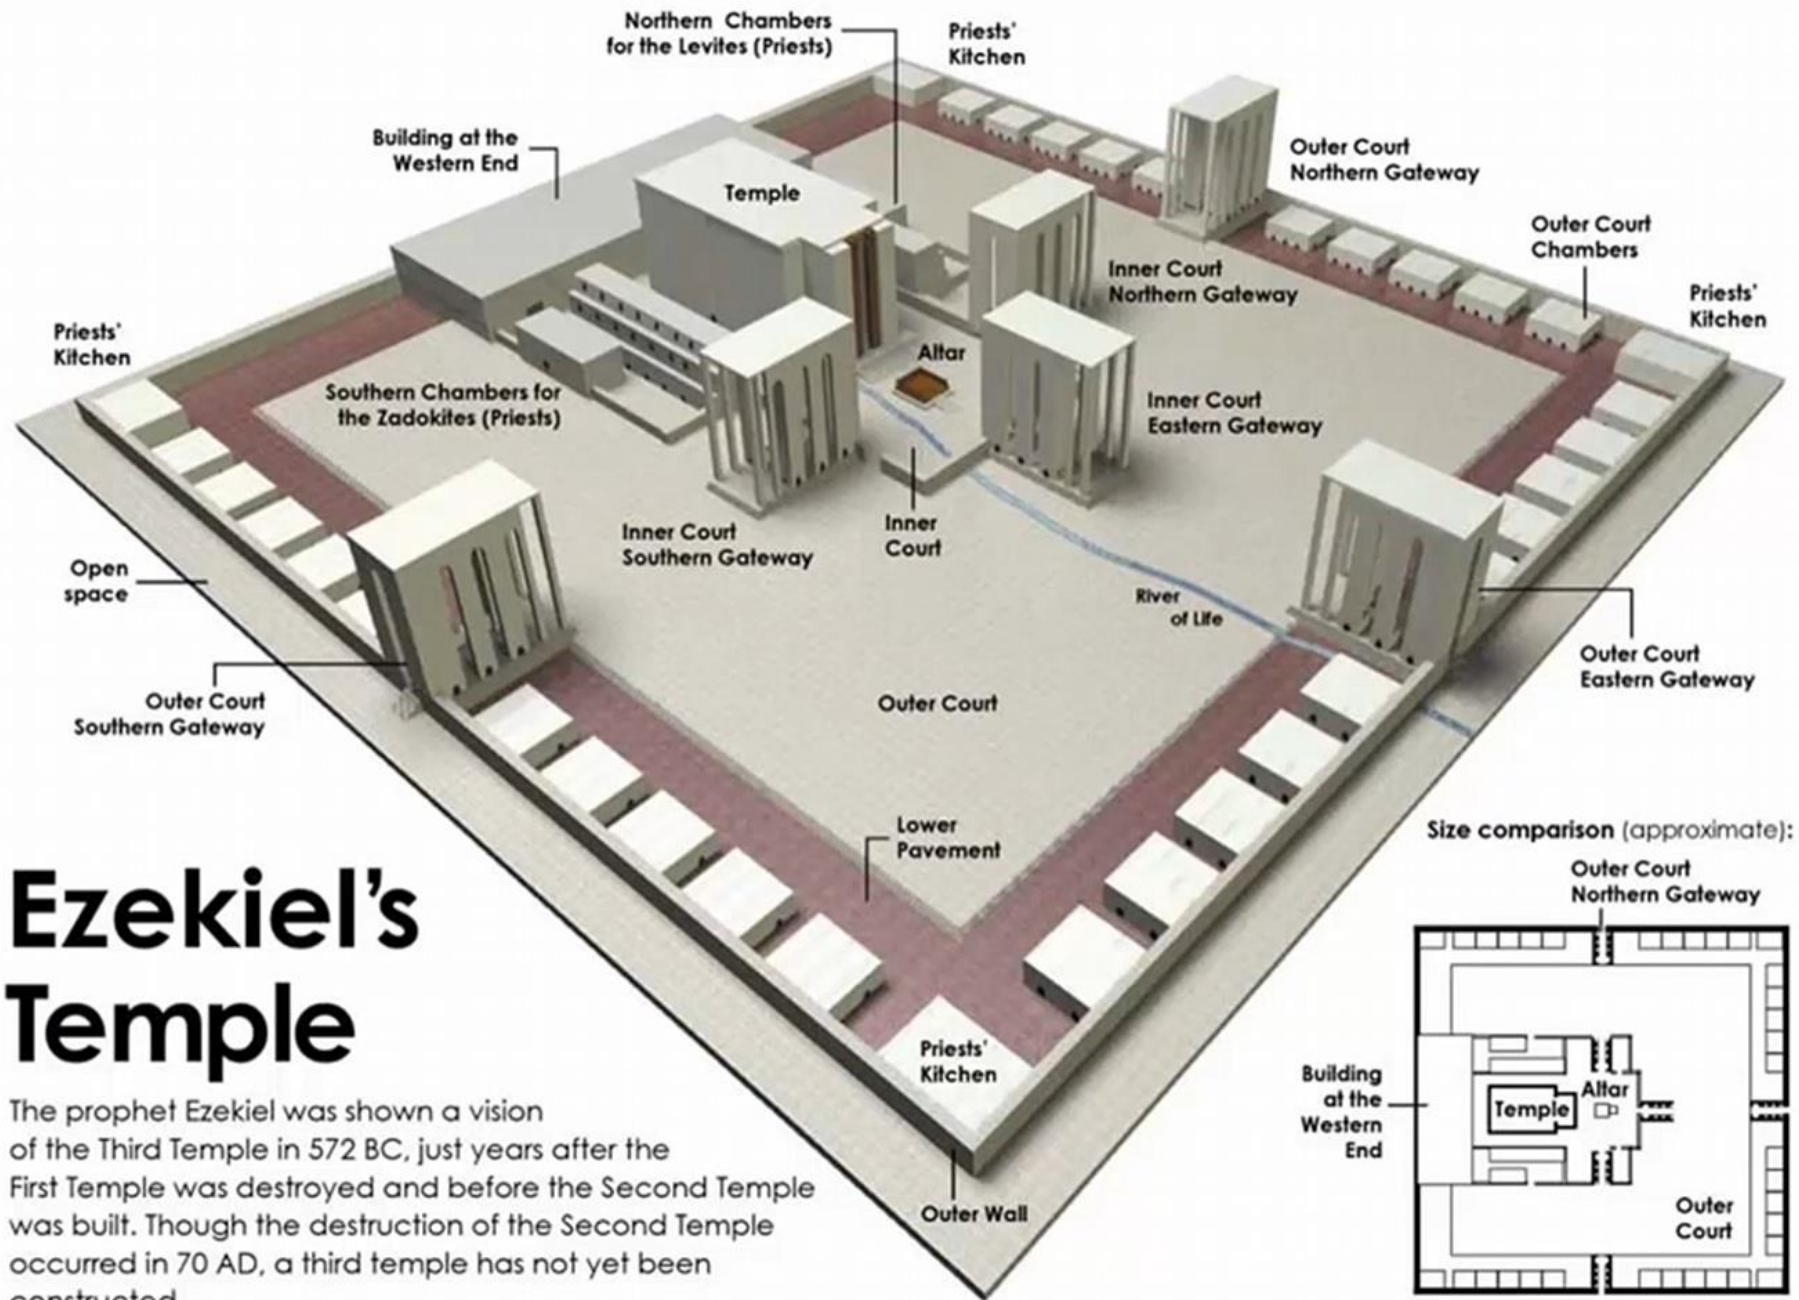 Northern Chambers
for the Levites (Priests)
Priests'
Kitchen
Building at the
Western End
Temple
Outer Court
Northern Gateway
Outer Court
Chambers
Inner Court
Northern Gateway
Priests'
Kitchen
Priests'
Kitchen
Altar
Southern Chambers for
the Zadokites (Priests)
Inner Court
Eastern Gateway
Inner Court
Southern Gateway
Inner
Court
Open
space
River
of Life
Outer Court
Eastern Gateway
Outer Court
Southern Gateway
Outer Court
Lower
Pavement
Priests'
Kitchen
Outer Wall
Ezekiel's
Temple
The prophet Ezekiel was shown a vision
of the Third Temple in 572 BC, just years after the
First Temple was destroyed and before the Second Temple
was built. Though the destruction of the Second Temple
occurred in 70 AD, a third temple has not yet been
constructed
Size comparison (approximate):
Outer Court
Northern Gateway
Building
at the
Western
End
Temple
Altar
Outer
Court